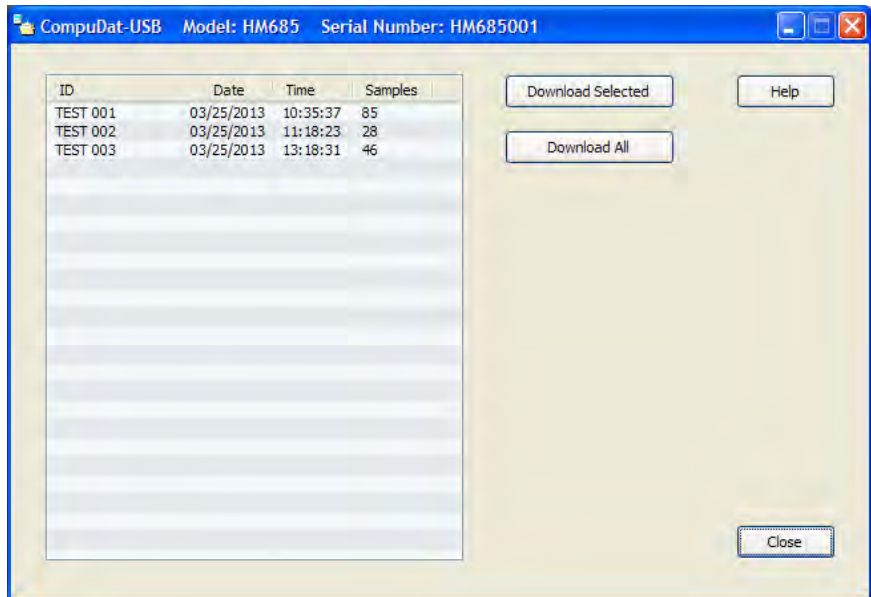 CompuDat-USB Model: HM685 Serial Number: HM685001
ID Date Time Samples
TEST 001 03/25/2013 10:35:37 85
TEST 002 03/25/2013 11:18:23 28
TEST 003 03/25/2013 13:18:31 46
Download Selected
Help
Download All
Close